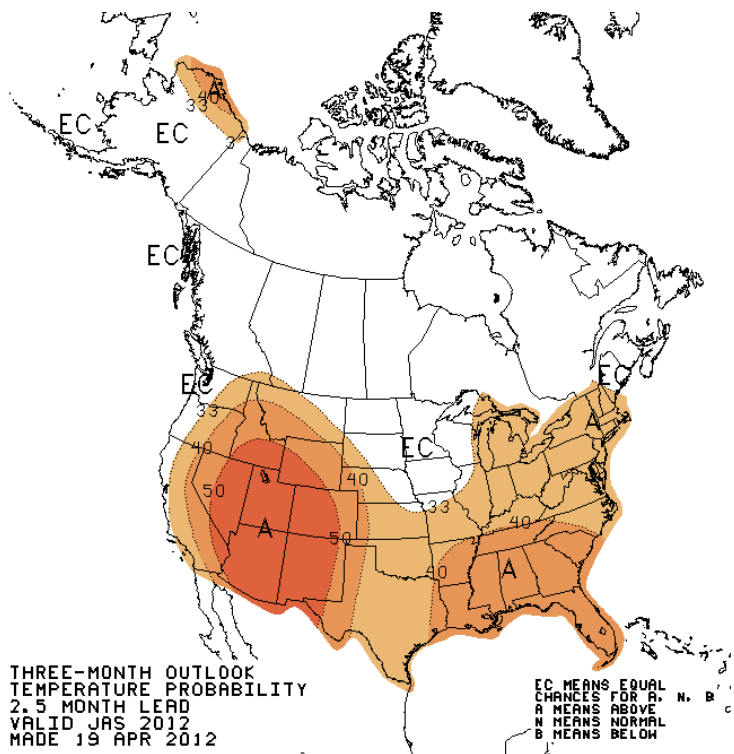 A
40
33
EC
EC
33
EC
EC
EC
33
A
40
EC
40
50
33
40
A
50
40
A
THREE-MONTH OUTLOOK
TEMPERATURE PROBABILITY
2.5 MONTH LEAD
VALID JAS 2012
MADE 19 APR 2012
EC MEANS EQUAL
CHANCES FOR A, N, B
A MEANS ABOVE
N MEANS NORMAL
B MEANS BELOW